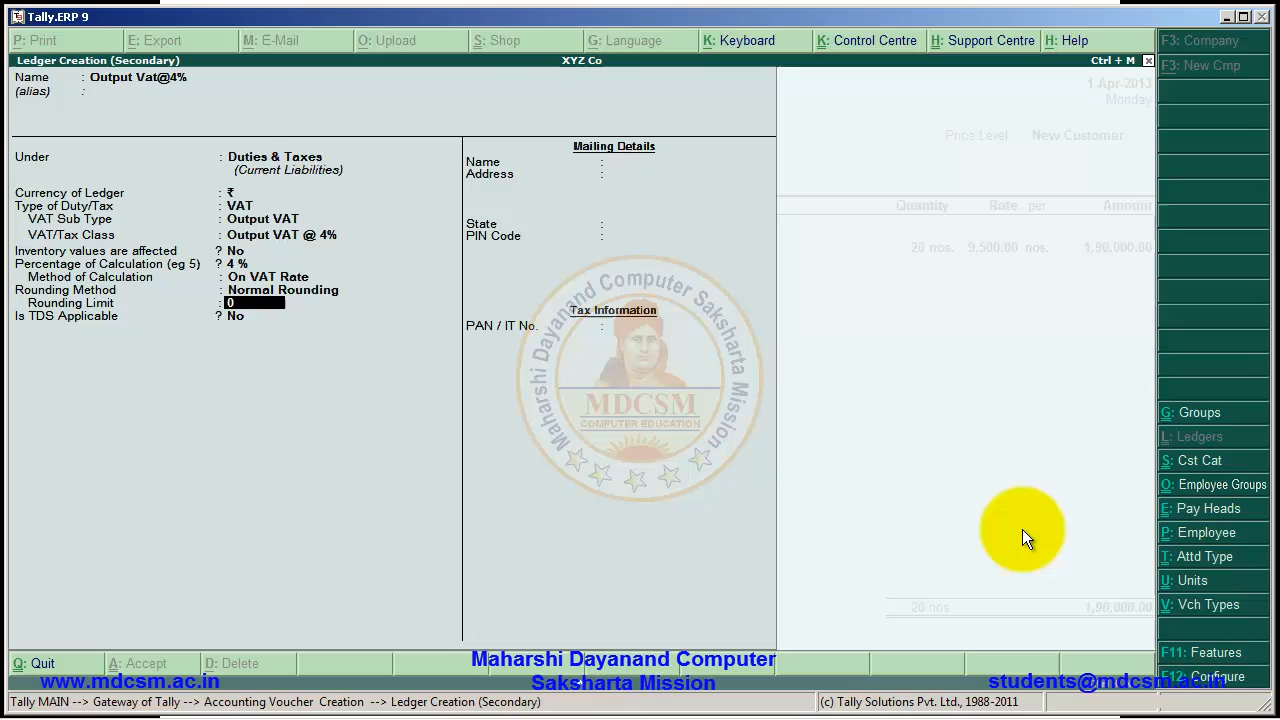 Tally.ERP 9
P: Print E: Export M: E-Mail O: Upload S: Shop G: Language K: Keyboard K: Control Centre H: Support Centre H: Help F3: Company
Ledger Creation (Secondary) XYZ Co Ctrl + M
F3: New Cmp
Name : Output Vat@4%
(alias) :
1 Apr-2013
Monday
Price Level New Customer
Mailing Details
Under : Duties & Taxes
(Current Liabilities)
Name :
Address :
Currency of Ledger : ₹
Type of Duty/Tax : VAT
Quantity Rate per Amount
VAT Sub Type : Output VAT
State :
VAT/Tax Class : Output VAT @ 4%
PIN Code :
Inventory values are affected ? No
20 nos. 9,500.00 nos. 1,90,000.00
Percentage of Calculation (eg 5) ? 4 %
Method of Calculation : On VAT Rate
Rounding Method : Normal Rounding
Rounding Limit : 0
Tax Information
Is TDS Applicable ? No
PAN / IT No. :
Maharshi Dayanand Computer Saksharta Mission
MDCSM
COMPUTER EDUCATION
G: Groups
L: Ledgers
S: Cst Cat
O: Employee Groups
E: Pay Heads
P: Employee
A: Attd Type
U: Units
V: Vch Types
20 nos 1,90,000.00
F11: Features
F12: Configure
Q: Quit A: Accept D: Delete
Maharshi Dayanand Computer
Saksharta Mission
www.mdcsm.ac.in
students@mdcsm.ac.in
Tally MAIN --> Gateway of Tally --> Accounting Voucher Creation --> Ledger Creation (Secondary) (c) Tally Solutions Pvt. Ltd., 1988-2011